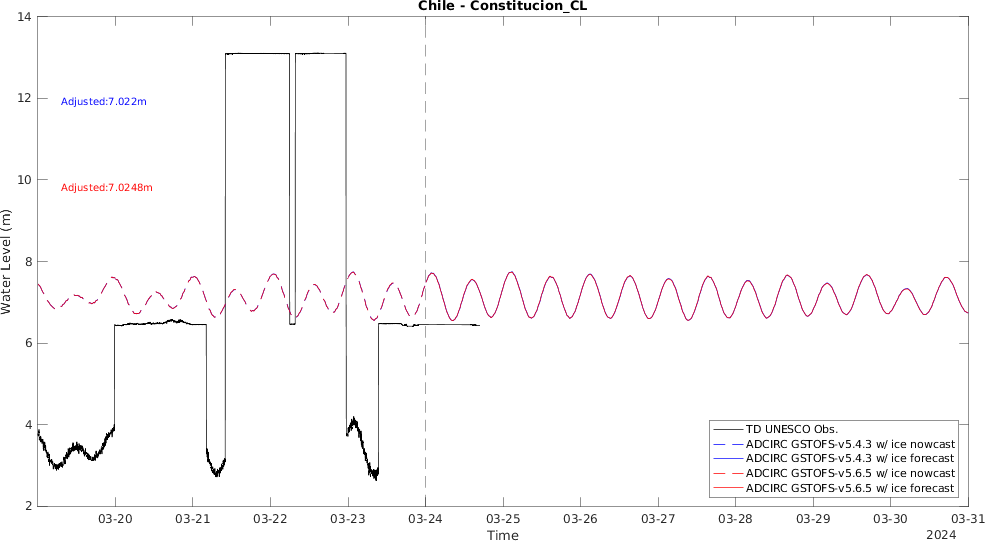 Chile - Constitucion_CL
14
12
10
8
6
4
2
Water Level (m)
Adjusted:7.022m
Adjusted:7.0248m
TD UNESCO Obs.
ADCIRC GSTOFS-v5.4.3 w/ ice nowcast
ADCIRC GSTOFS-v5.4.3 w/ ice forecast
ADCIRC GSTOFS-v5.6.5 w/ ice nowcast
ADCIRC GSTOFS-v5.6.5 w/ ice forecast
03-20 03-21 03-22 03-23 03-24 03-25 03-26 03-27 03-28 03-29 03-30 03-31
Time
2024